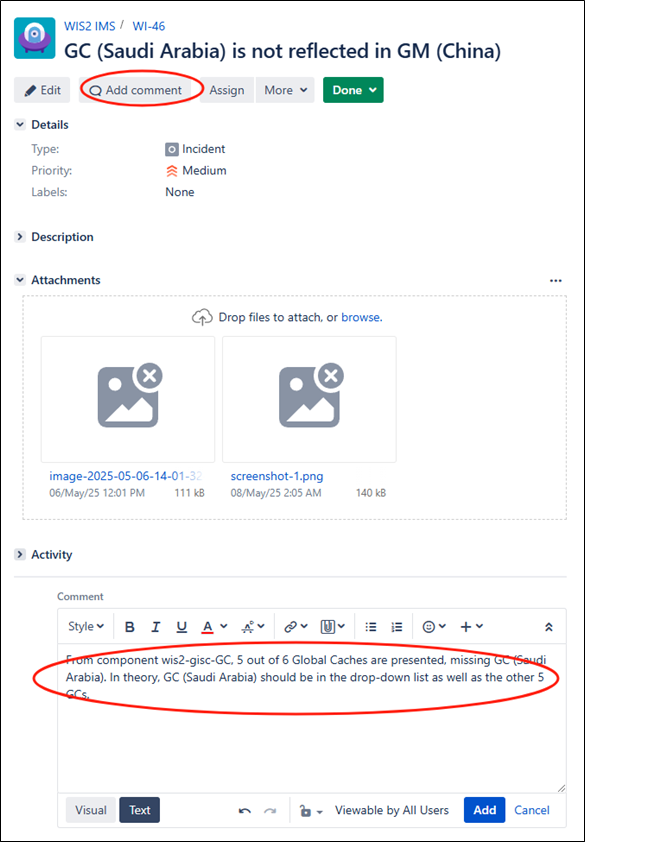 WIS2 IMS / WI-46
GC (Saudi Arabia) is not reflected in GM (China)
Edit Add comment Assign More Done
Details
Type: Incident
Priority: Medium
Labels: None
Description
Attachments
Drop files to attach, or browse.
image-2025-05-06-14-01-32 screenshot-1.png
06/May/25 12:01 PM 111 kB 08/May/25 2:05 AM 140 kB
Activity
Comment
Style B I U A
From component wis2-gisc-GC, 5 out of 6 Global Caches are presented, missing GC (Saudi
Arabia). In theory, GC (Saudi Arabia) should be in the drop-down list as well as the other 5
GCs.
Visual Text Viewable by All Users Add Cancel